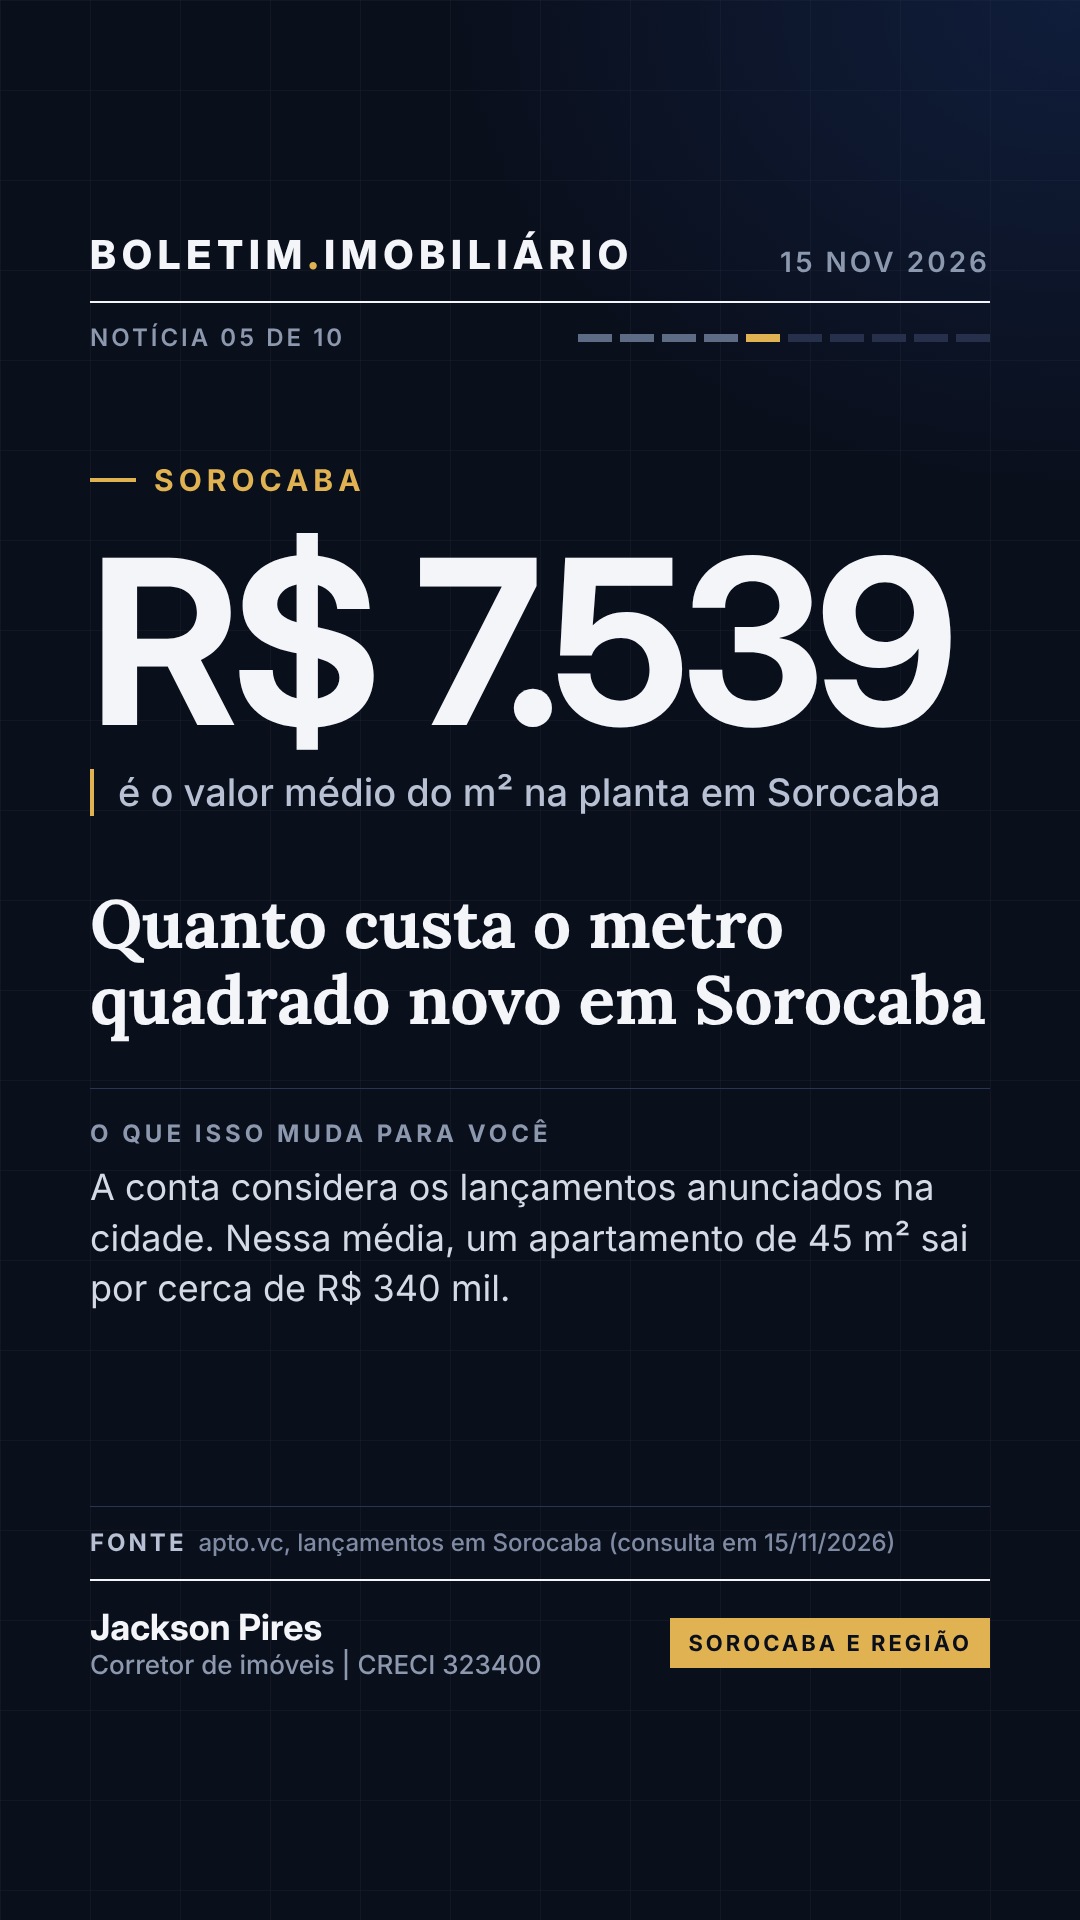 BOLETIM.IMOBILIÁRIO
15 NOV 2026
NOTÍCIA 05 DE 10
SOROCABA
R$ 7.539
é o valor médio do m² na planta em Sorocaba
Quanto custa o metro
quadrado novo em Sorocaba
O QUE ISSO MUDA PARA VOCÊ
A conta considera os lançamentos anunciados na
cidade. Nessa média, um apartamento de 45 m² sai
por cerca de R$ 340 mil.
FONTE apto.vc, lançamentos em Sorocaba (consulta em 15/11/2026)
Jackson Pires
Corretor de imóveis | CRECI 323400
SOROCABA E REGIÃO